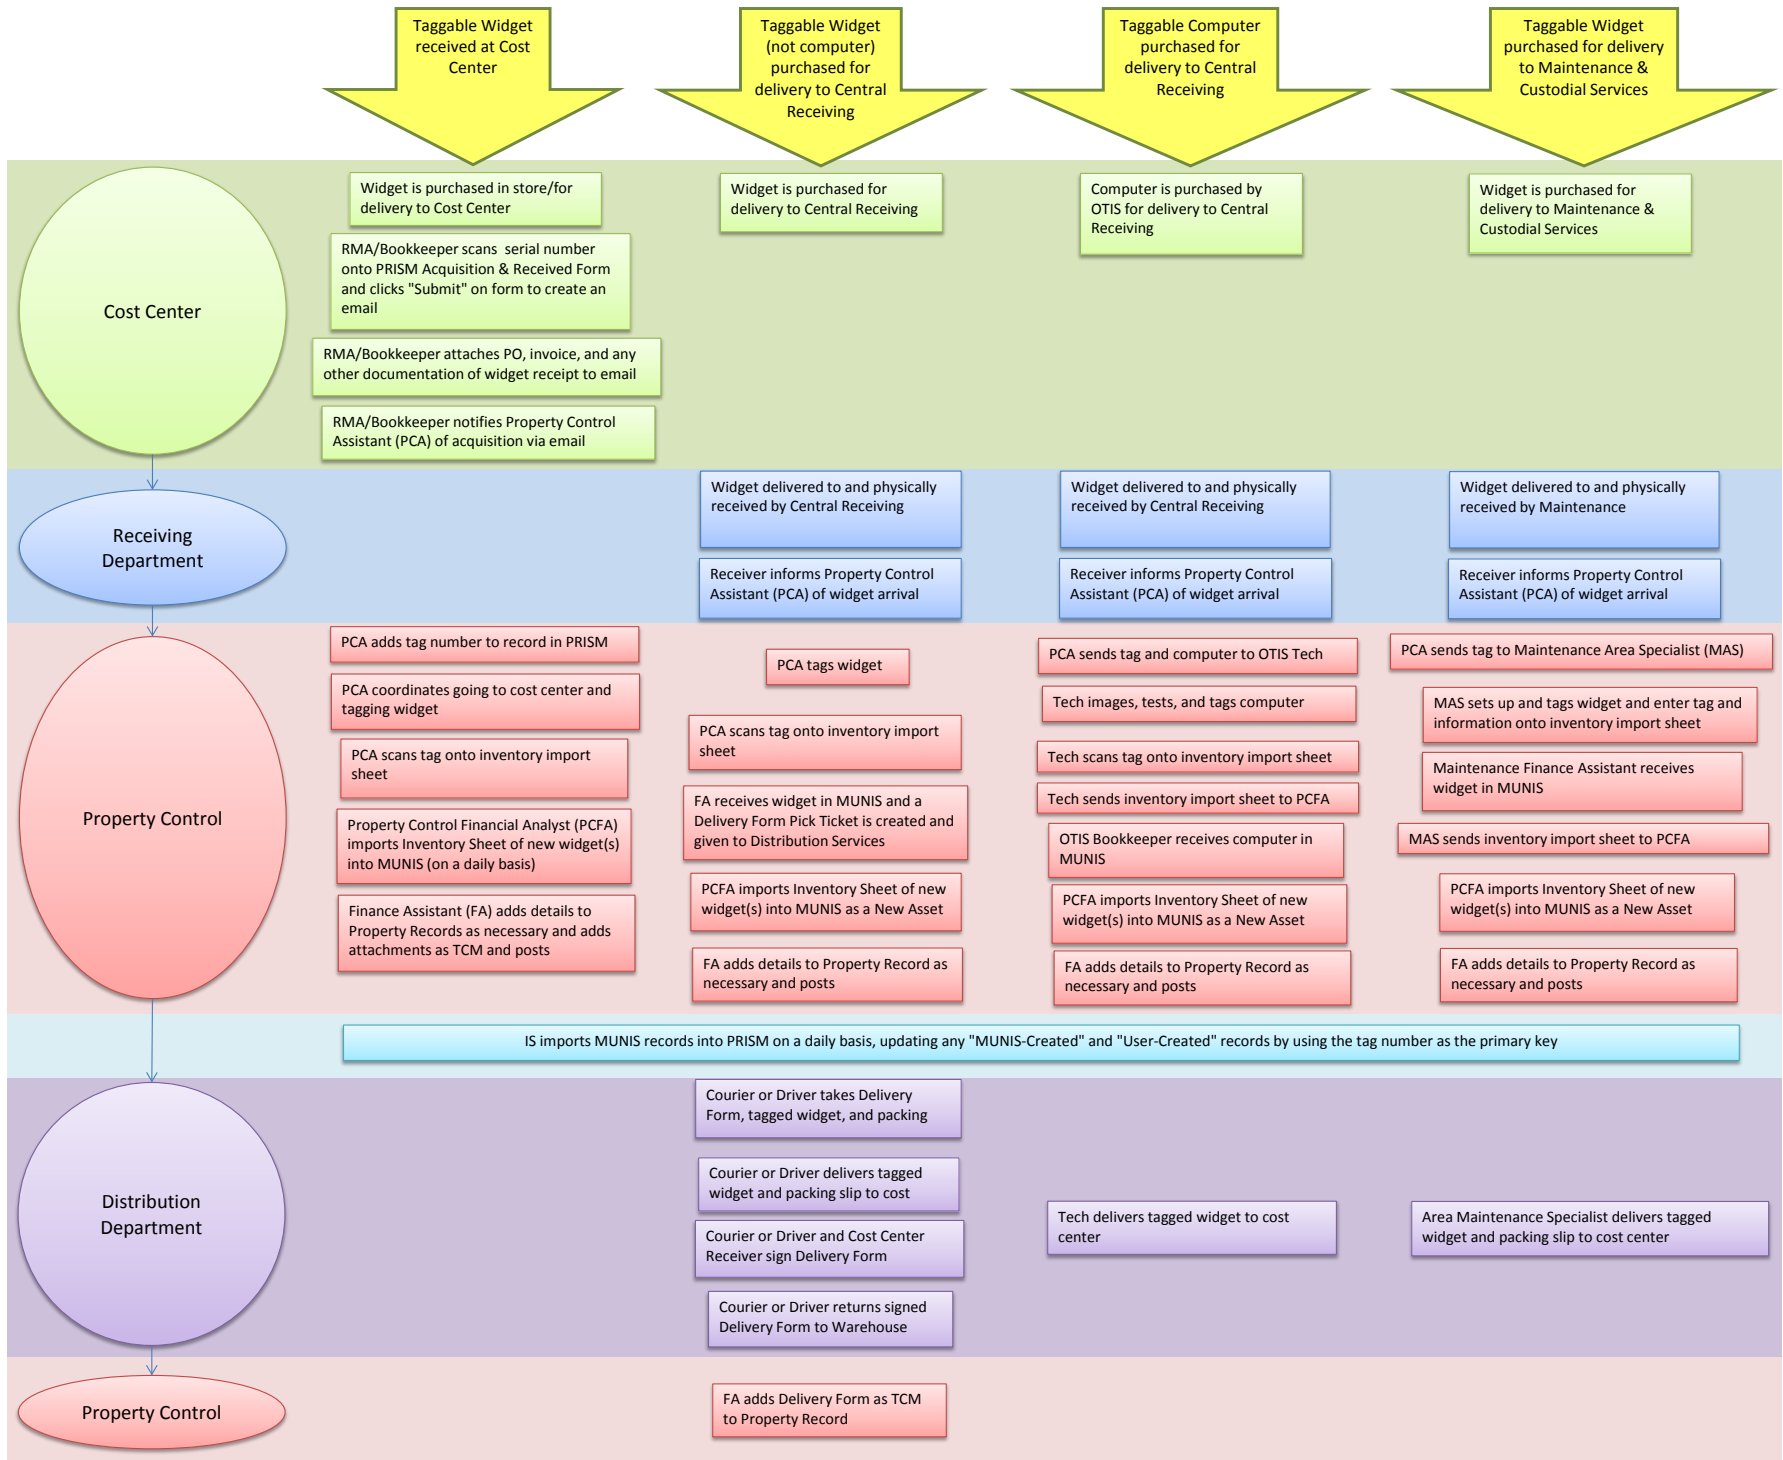 Taggable Widget
received at Cost
Center
Taggable Widget
(not computer)
purchased for
delivery to Central
Receiving
Taggable Computer
purchased for
delivery to Central
Receiving
Taggable Widget
purchased for delivery
to Maintenance &
Custodial Services
Cost Center
Widget is purchased in store/for
delivery to Cost Center
RMA/Bookkeeper scans  serial number
onto PRISM Acquisition & Received Form
and clicks "Submit" on form to create an
email
RMA/Bookkeeper attaches PO, invoice, and any
other documentation of widget receipt to email
RMA/Bookkeeper notifies Property Control
Assistant (PCA) of acquisition via email
Widget is purchased for
delivery to Central Receiving
Computer is purchased by
OTIS for delivery to Central
Receiving
Widget is purchased for
delivery to Maintenance &
Custodial Services
Receiving
Department
Widget delivered to and physically
received by Central Receiving
Receiver informs Property Control
Assistant (PCA) of widget arrival
Widget delivered to and physically
received by Central Receiving
Receiver informs Property Control
Assistant (PCA) of widget arrival
Widget delivered to and physically
received by Maintenance
Receiver informs Property Control
Assistant (PCA) of widget arrival
Property Control
PCA adds tag number to record in PRISM
PCA coordinates going to cost center and
tagging widget
PCA scans tag onto inventory import
sheet
Property Control Financial Analyst (PCFA)
imports Inventory Sheet of new widget(s)
into MUNIS (on a daily basis)
Finance Assistant (FA) adds details to
Property Records as necessary and adds
attachments as TCM and posts
PCA tags widget
PCA scans tag onto inventory import
sheet
FA receives widget in MUNIS and a
Delivery Form Pick Ticket is created and
given to Distribution Services
PCFA imports Inventory Sheet of new
widget(s) into MUNIS as a New Asset
FA adds details to Property Record as
necessary and posts
PCA sends tag and computer to OTIS Tech
Tech images, tests, and tags computer
Tech scans tag onto inventory import sheet
Tech sends inventory import sheet to PCFA
OTIS Bookkeeper receives computer in
MUNIS
PCFA imports Inventory Sheet of new
widget(s) into MUNIS as a New Asset
FA adds details to Property Record as
necessary and posts
PCA sends tag to Maintenance Area Specialist (MAS)
MAS sets up and tags widget and enter tag and
information onto inventory import sheet
Maintenance Finance Assistant receives
widget in MUNIS
MAS sends inventory import sheet to PCFA
PCFA imports Inventory Sheet of new
widget(s) into MUNIS as a New Asset
FA adds details to Property Record as
necessary and posts
IS imports MUNIS records into PRISM on a daily basis, updating any "MUNIS-Created" and "User-Created" records by using the tag number as the primary key
Distribution
Department
Courier or Driver takes Delivery
Form, tagged widget, and packing
Courier or Driver delivers tagged
widget and packing slip to cost
Courier or Driver and Cost Center
Receiver sign Delivery Form
Courier or Driver returns signed
Delivery Form to Warehouse
Tech delivers tagged widget to cost
center
Area Maintenance Specialist delivers tagged
widget and packing slip to cost center
Property Control
FA adds Delivery Form as TCM
to Property Record